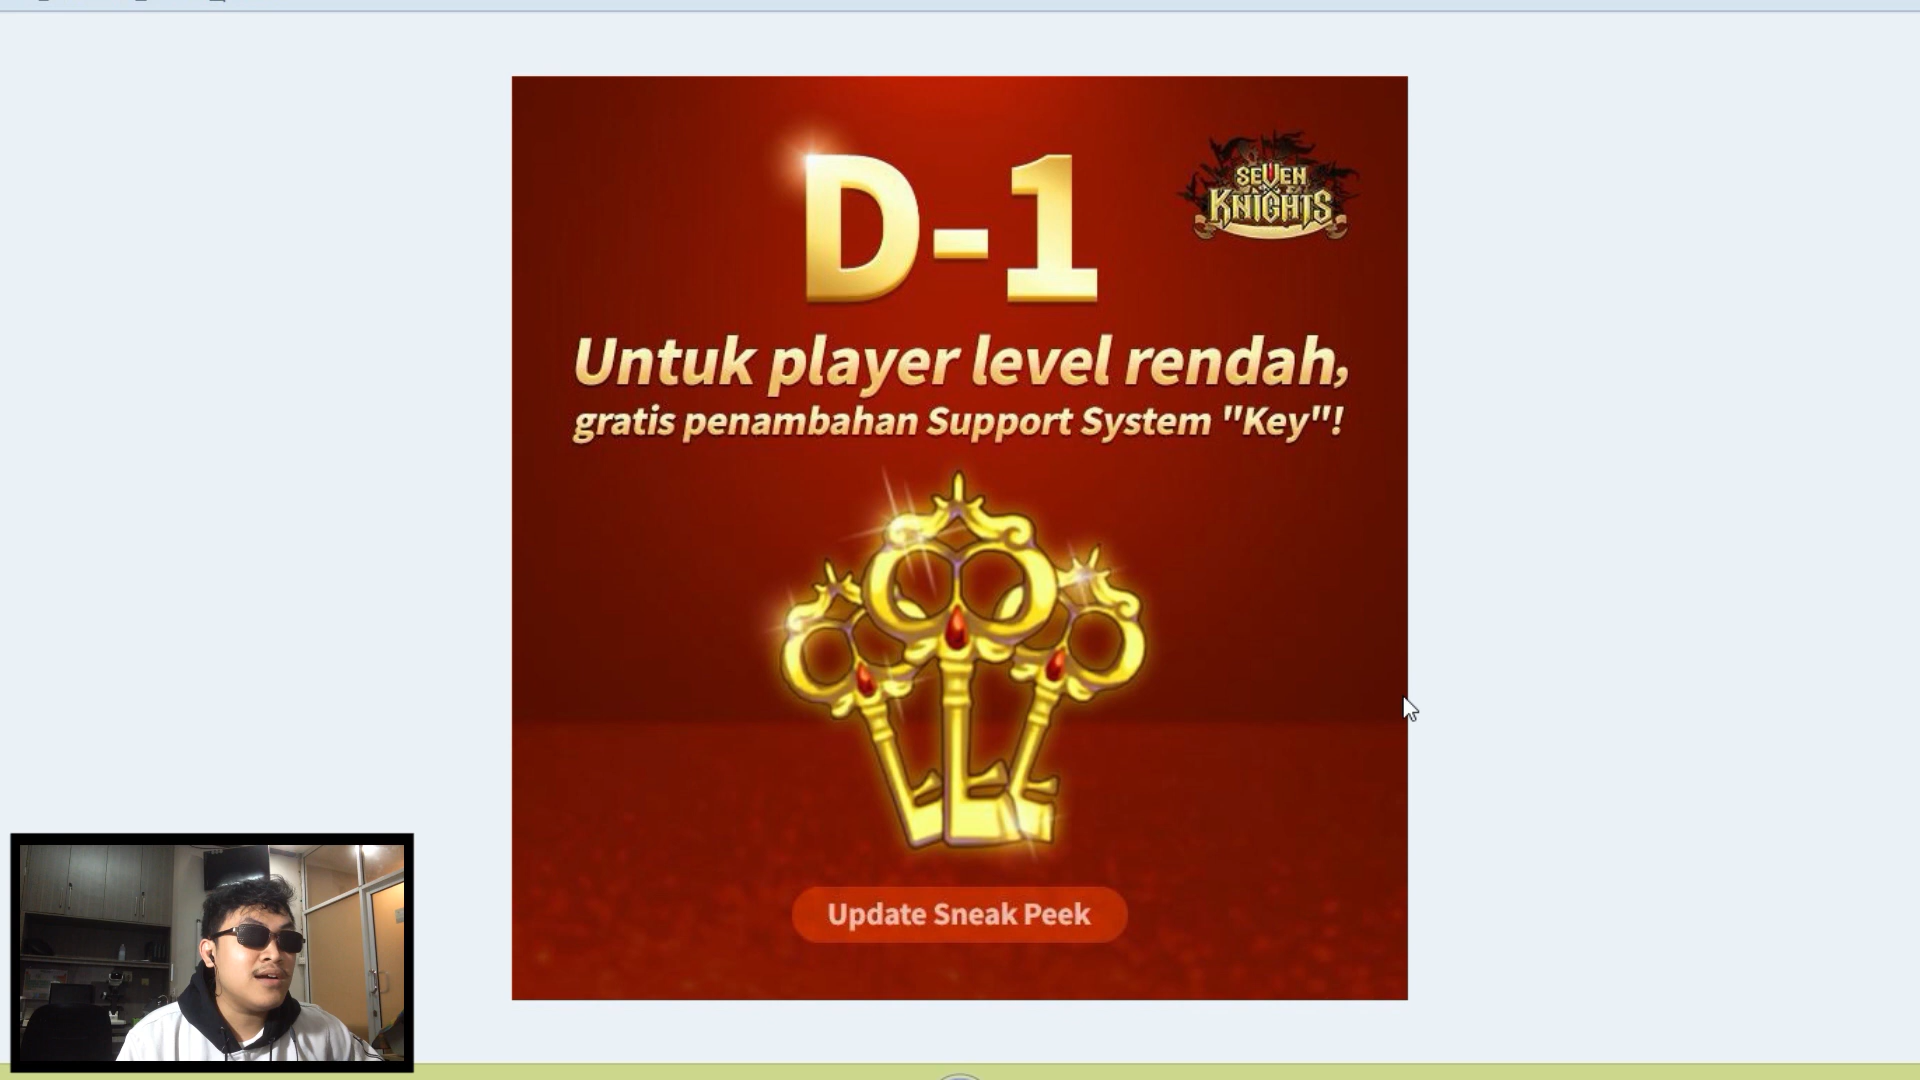 D-1
SEVEN
KNIGHTS
Untuk player level rendah,
gratis penambahan Support System "Key"!
Update Sneak Peek